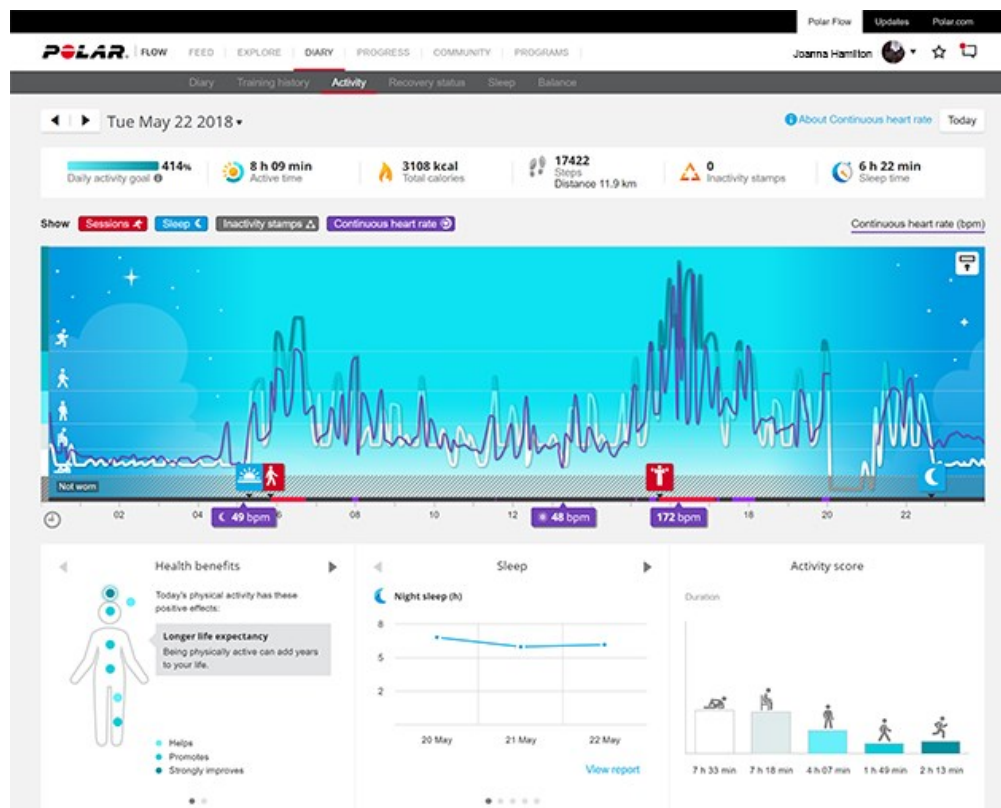 Polar Flow Updates Polar.com
POLAR. FLOW FEED EXPLORE DIARY PROGRESS COMMUNITY PROGRAMS Joanna Hamilton
Diary Training history Activity Recovery status Sleep Balance
Tue May 22 2018 About Continuous heart rate Today
414% 8 h 09 min 3108 kcal 17422 0 6 h 22 min
Daily activity goal Active time Total calories Steps Inactivity stamps Sleep time
Distance 11.9 km
Show Sessions Sleep Inactivity stamps Continuous heart rate Continuous heart rate (bpm)
Not worn
02 04 06 08 10 12 18 20 22
49 bpm 48 bpm 172 bpm
Health benefits Sleep Activity score
Today's physical activity has these
positive effects:
Longer life expectancy
Being physically active can add years
to your life.
Helps
Promotes
Strongly improves
Night sleep (h)
8
5
2
20 May 21 May 22 May
View report
Duration
7 h 33 min 7 h 18 min 4 h 07 min 1 h 49 min 2 h 13 min